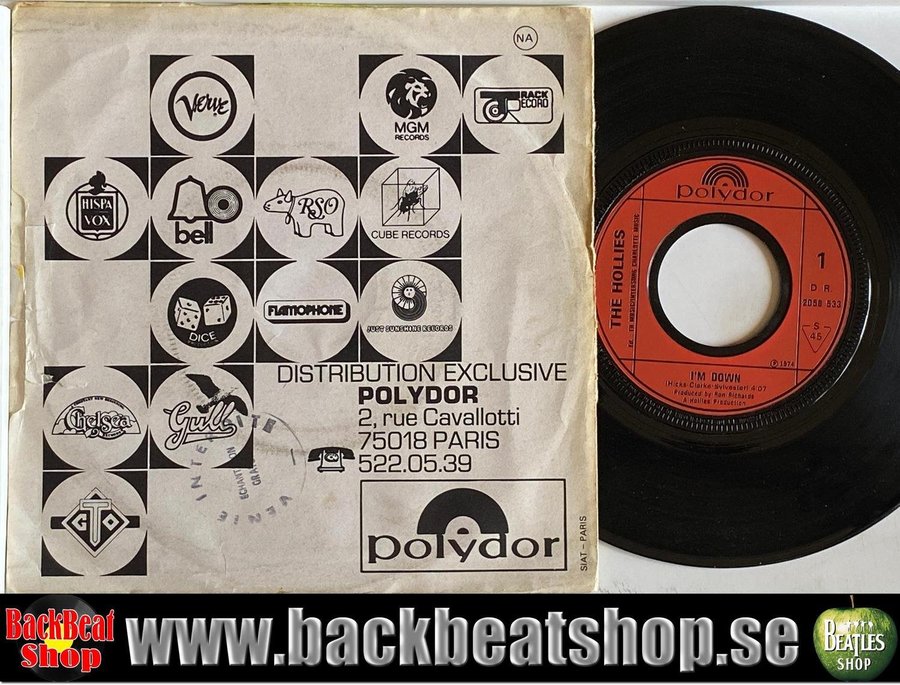 NA
Verve
MGM
RECORDS
TRACK
RECORD
HISPA
VOX
bell
RSO
CUBE RECORDS
DICE
FLAMOPHONE
JUST SUNSHINE RECORDS
Chelsea
Gull
GTO
DISTRIBUTION EXCLUSIVE
POLYDOR
2, rue Cavallotti
75018 PARIS
522.05.39
polydor
SIAT - PARIS
VENTE
INTERDITE
polydor
THE HOLLIES
1
D R
2058 533
S
45
℗ 1974
I'M DOWN
(Hicks-Clarke-Sylvester) 4:07
Produced by Ron Richards
A Hollies Production
BackBeat
Shop
www.backbeatshop.se
BEATLES
SHOP